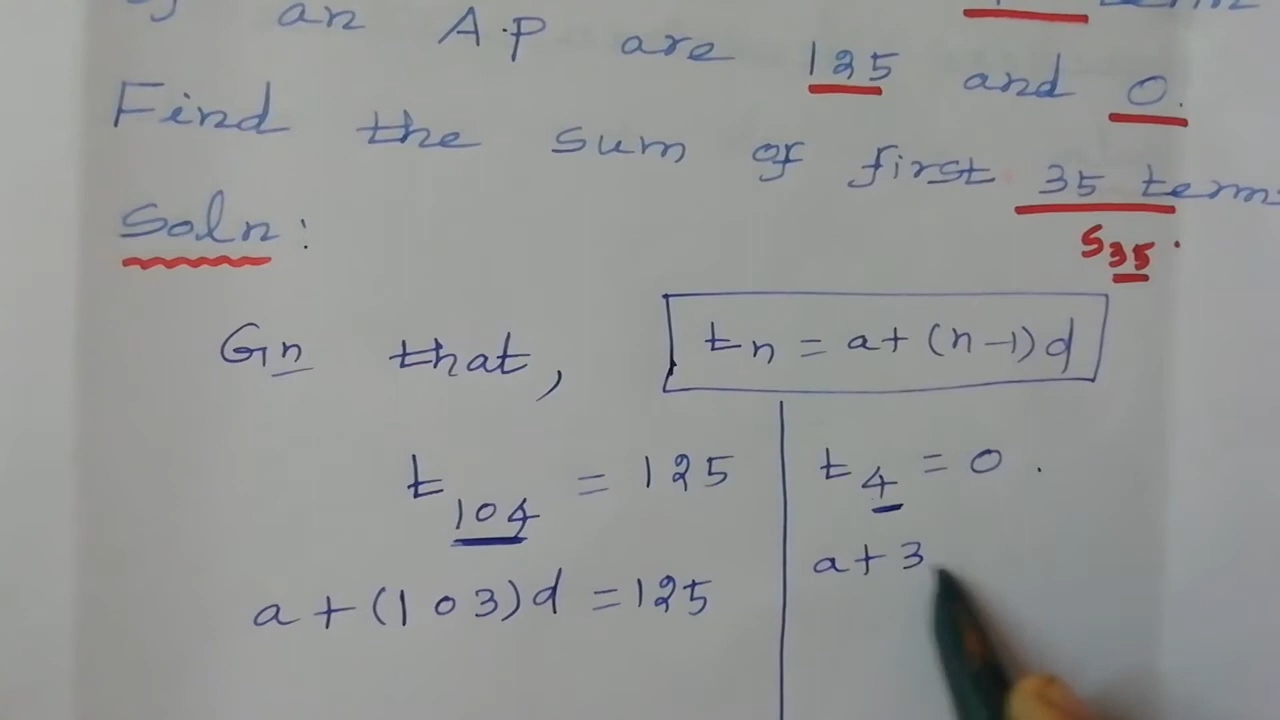 an A.P are 125 and 0.
Find the sum of first 35 term
S35.
Soln:
Gn that, tn = a+(n-1)d
t104 = 125
t4 = 0.
a+(103)d = 125
a+3